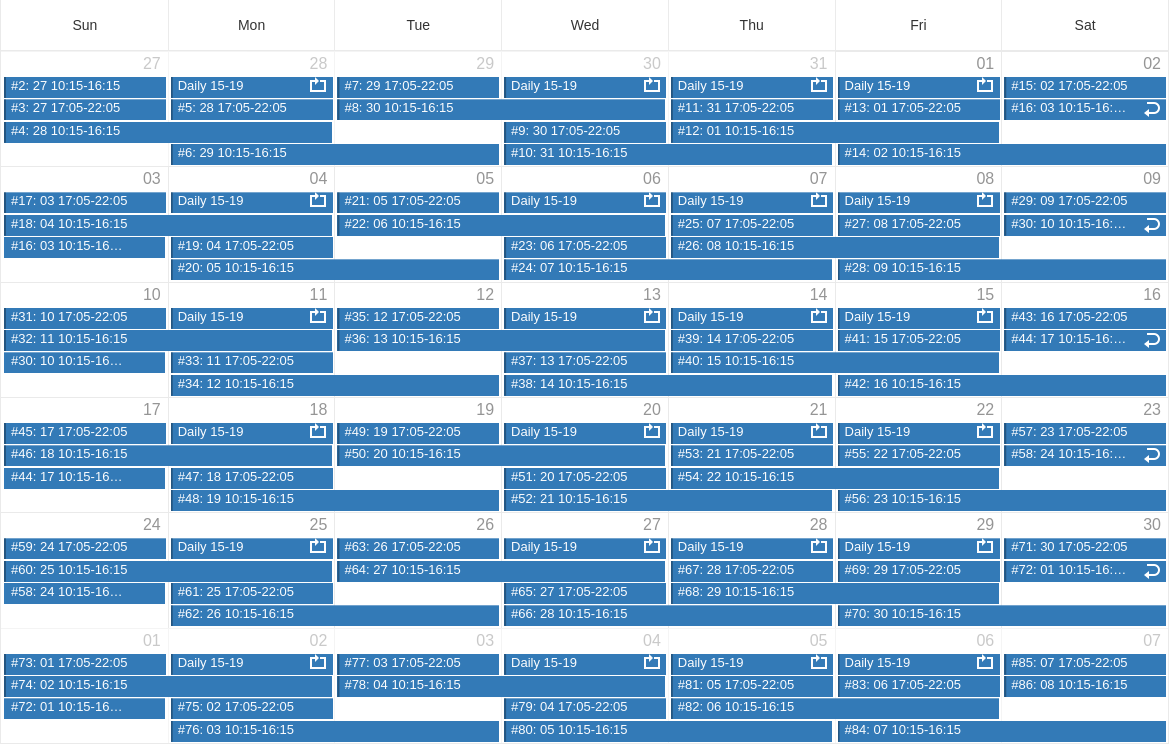 Sun Mon Tue Wed Thu Fri Sat
27 28 29 30 31 01 02
#2: 27 10:15-16:15 Daily 15-19 #7: 29 17:05-22:05 Daily 15-19 Daily 15-19 Daily 15-19 #15: 02 17:05-22:05
#3: 27 17:05-22:05 #5: 28 17:05-22:05 #8: 30 10:15-16:15 #11: 31 17:05-22:05 #13: 01 17:05-22:05 #16: 03 10:15-16:…
#4: 28 10:15-16:15 #9: 30 17:05-22:05 #12: 01 10:15-16:15
#6: 29 10:15-16:15 #10: 31 10:15-16:15 #14: 02 10:15-16:15
03 04 05 06 07 08 09
#17: 03 17:05-22:05 Daily 15-19 #21: 05 17:05-22:05 Daily 15-19 Daily 15-19 Daily 15-19 #29: 09 17:05-22:05
#18: 04 10:15-16:15 #22: 06 10:15-16:15 #25: 07 17:05-22:05 #27: 08 17:05-22:05 #30: 10 10:15-16:…
#16: 03 10:15-16… #19: 04 17:05-22:05 #23: 06 17:05-22:05 #26: 08 10:15-16:15
#20: 05 10:15-16:15 #24: 07 10:15-16:15 #28: 09 10:15-16:15
10 11 12 13 14 15 16
#31: 10 17:05-22:05 Daily 15-19 #35: 12 17:05-22:05 Daily 15-19 Daily 15-19 Daily 15-19 #43: 16 17:05-22:05
#32: 11 10:15-16:15 #36: 13 10:15-16:15 #39: 14 17:05-22:05 #41: 15 17:05-22:05 #44: 17 10:15-16:…
#30: 10 10:15-16… #33: 11 17:05-22:05 #37: 13 17:05-22:05 #40: 15 10:15-16:15
#34: 12 10:15-16:15 #38: 14 10:15-16:15 #42: 16 10:15-16:15
17 18 19 20 21 22 23
#45: 17 17:05-22:05 Daily 15-19 #49: 19 17:05-22:05 Daily 15-19 Daily 15-19 Daily 15-19 #57: 23 17:05-22:05
#46: 18 10:15-16:15 #50: 20 10:15-16:15 #53: 21 17:05-22:05 #55: 22 17:05-22:05 #58: 24 10:15-16:…
#44: 17 10:15-16… #47: 18 17:05-22:05 #51: 20 17:05-22:05 #54: 22 10:15-16:15
#48: 19 10:15-16:15 #52: 21 10:15-16:15 #56: 23 10:15-16:15
24 25 26 27 28 29 30
#59: 24 17:05-22:05 Daily 15-19 #63: 26 17:05-22:05 Daily 15-19 Daily 15-19 Daily 15-19 #71: 30 17:05-22:05
#60: 25 10:15-16:15 #64: 27 10:15-16:15 #67: 28 17:05-22:05 #69: 29 17:05-22:05 #72: 01 10:15-16:…
#58: 24 10:15-16… #61: 25 17:05-22:05 #65: 27 17:05-22:05 #68: 29 10:15-16:15
#62: 26 10:15-16:15 #66: 28 10:15-16:15 #70: 30 10:15-16:15
01 02 03 04 05 06 07
#73: 01 17:05-22:05 Daily 15-19 #77: 03 17:05-22:05 Daily 15-19 Daily 15-19 Daily 15-19 #85: 07 17:05-22:05
#74: 02 10:15-16:15 #78: 04 10:15-16:15 #81: 05 17:05-22:05 #83: 06 17:05-22:05 #86: 08 10:15-16:15
#72: 01 10:15-16… #75: 02 17:05-22:05 #79: 04 17:05-22:05 #82: 06 10:15-16:15
#76: 03 10:15-16:15 #80: 05 10:15-16:15 #84: 07 10:15-16:15